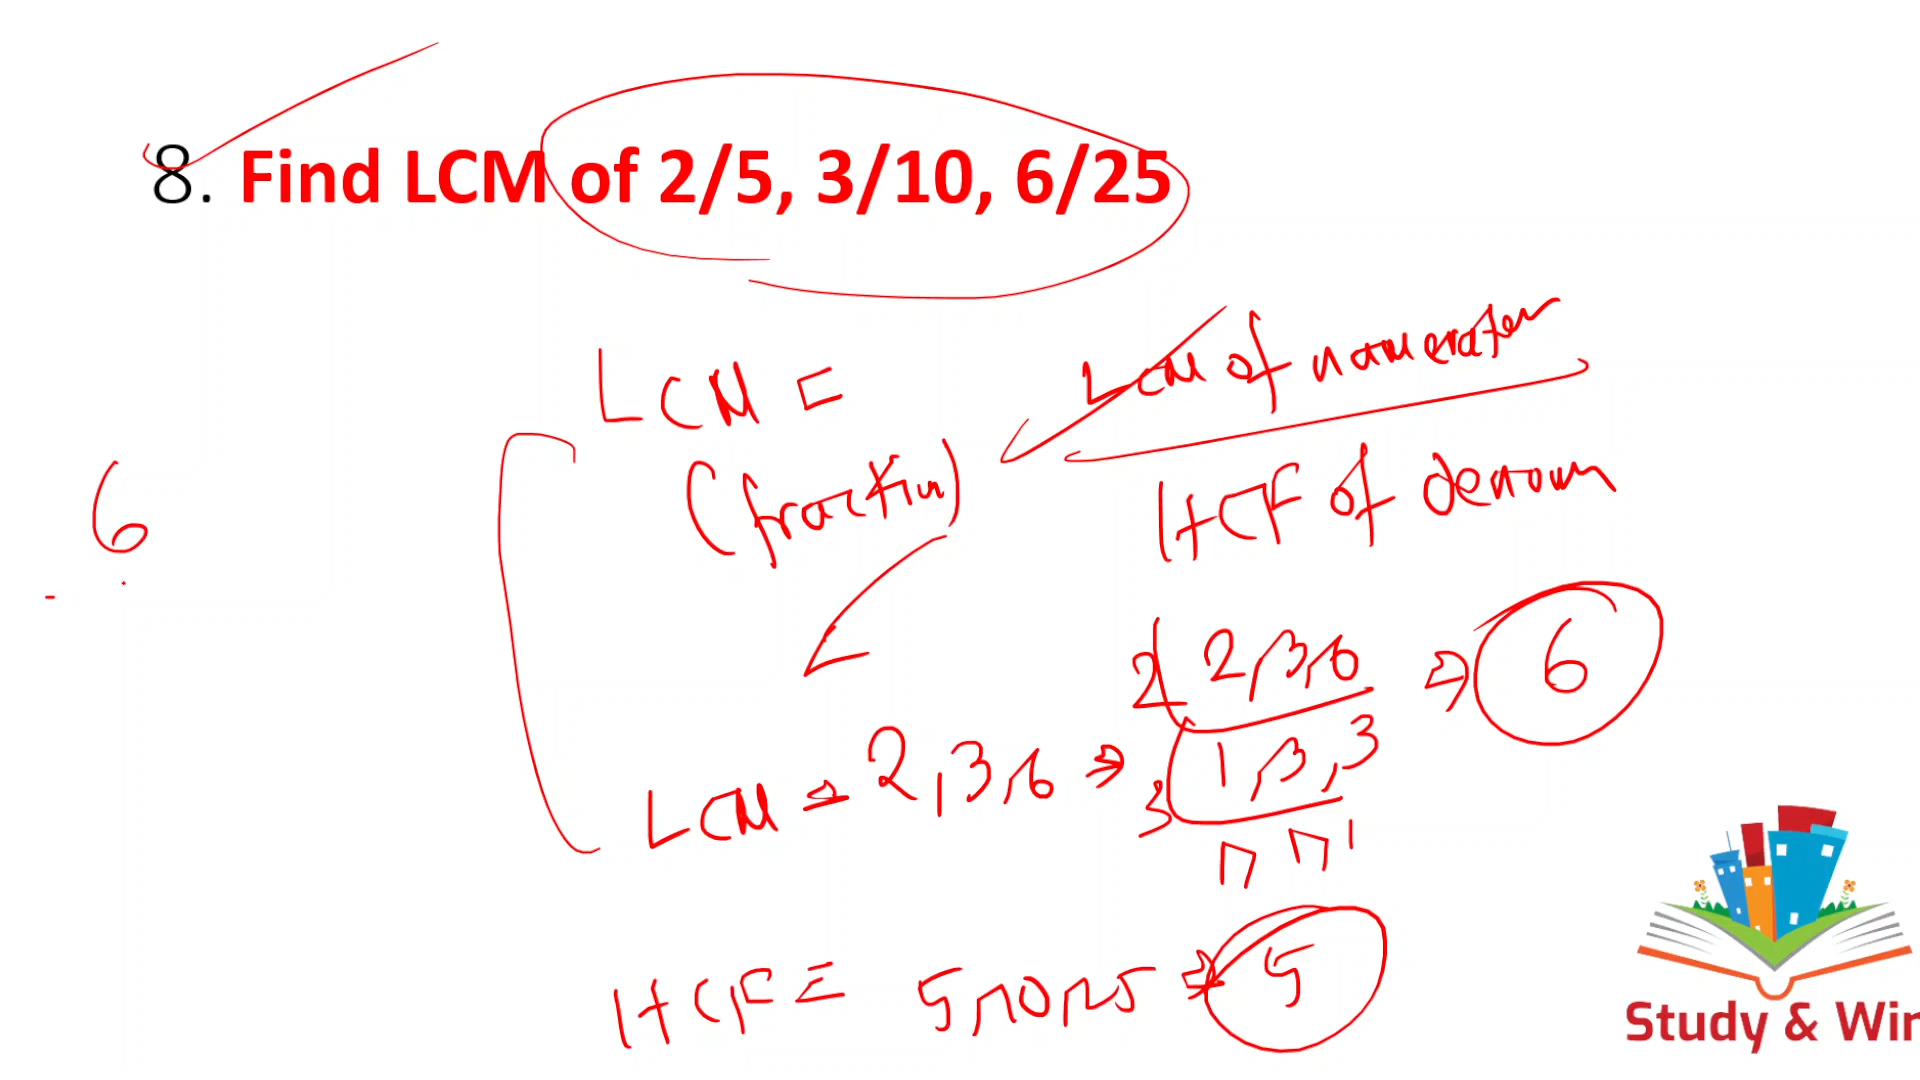 8. Find LCM of 2/5, 3/10, 6/25
LCM = LCM of numerator
(fraction) HCF of denom
6
2 2,3,6 ⇒ 6
LCM = 2,3,6 ⇒ 3 1,3,3
1 1 1
HCF = 5,10,25 ⇒ 5
Study & Win